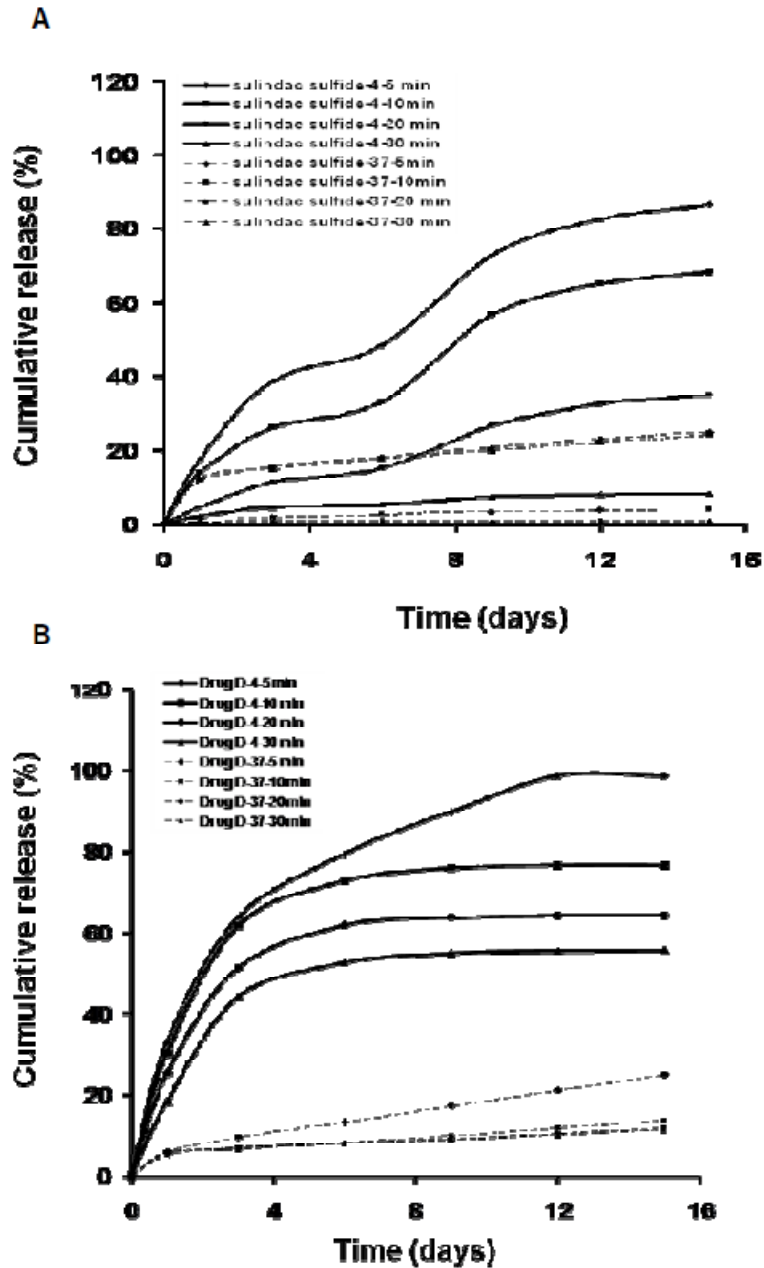 A
120
100
80
60
40
20
0
Cumulative release (%)
sulindac sulfide-4-5 min
sulindac sulfide-4-10min
sulindac sulfide-4-20 min
sulindac sulfide-4-30 min
sulindac sulfide-37-5min
sulindac sulfide-37-10min
sulindac sulfide-37-20 min
sulindac sulfide-37-30 min
0 4 8 12 16
Time (days)
B
120
100
80
60
40
20
0
Cumulative release (%)
DrugD-4-5min
DrugD-4-10min
DrugD-4-20min
DrugD-4-30min
DrugD-37-5min
DrugD-37-10min
DrugD-37-20min
DrugD-37-30min
0 4 8 12 16
Time (days)